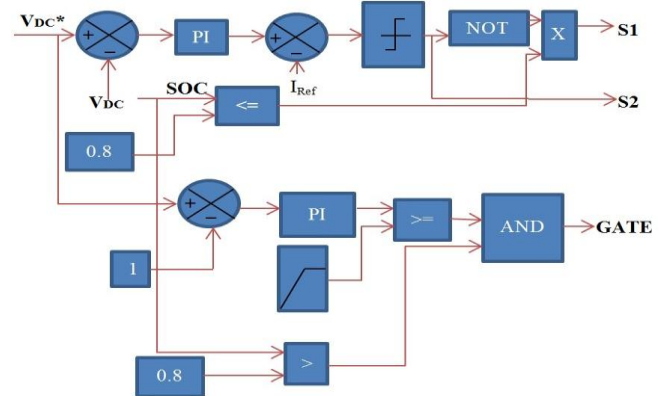 VDC*
+
−
PI
+
−
NOT
X
S1
VDC
SOC
IRef
<=
S2
0.8
+
−
PI
>=
AND
GATE
1
0.8
>